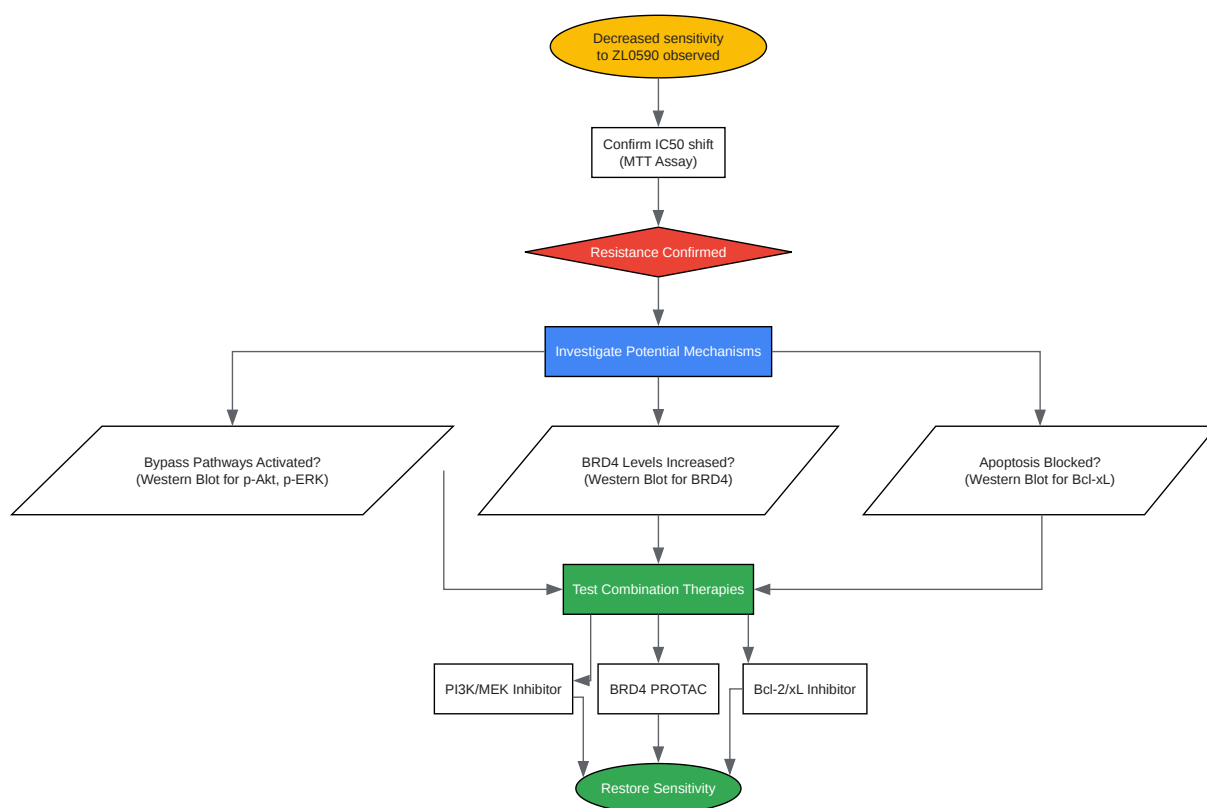 Decreased sensitivity
to ZL0590 observed
Confirm IC50 shift
(MTT Assay)
Resistance Confirmed
Investigate Potential Mechanisms
Bypass Pathways Activated?
(Western Blot for p-Akt, p-ERK)
BRD4 Levels Increased?
(Western Blot for BRD4)
Apoptosis Blocked?
(Western Blot for Bcl-xL)
Test Combination Therapies
PI3K/MEK Inhibitor
BRD4 PROTAC
Bcl-2/xL Inhibitor
Restore Sensitivity